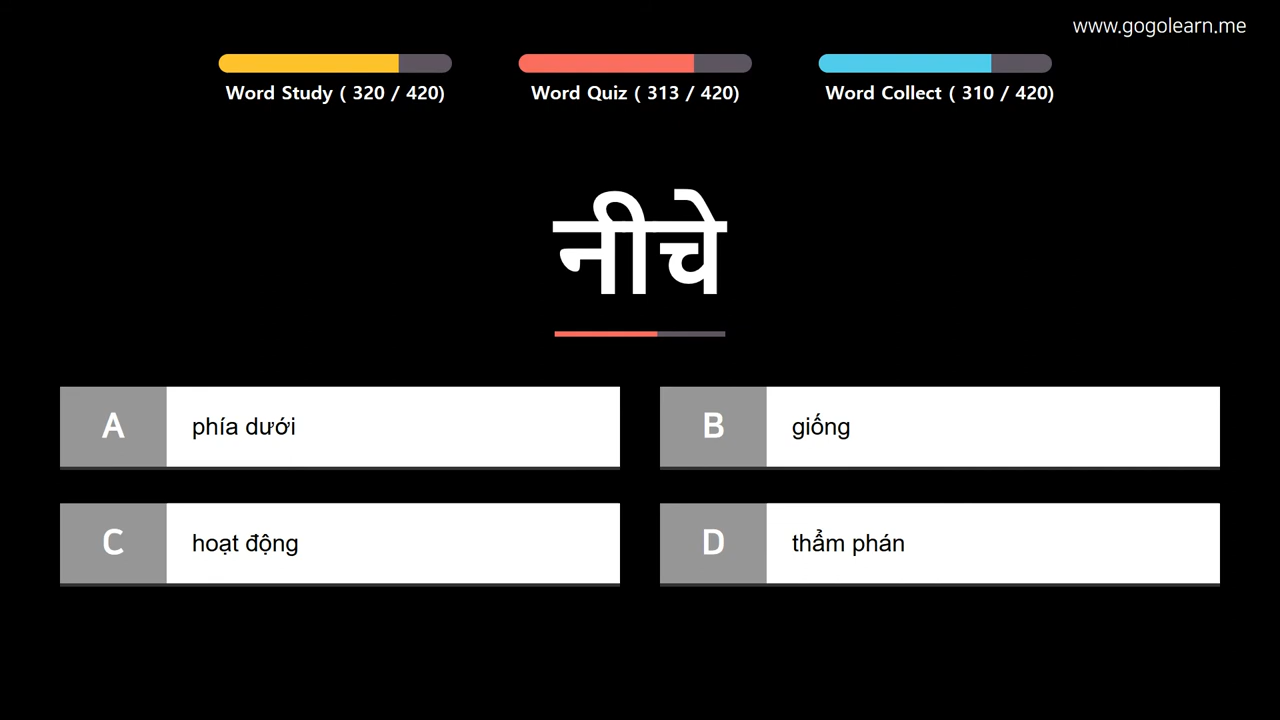 www.gogolearn.me
Word Study ( 320 / 420)
Word Quiz ( 313 / 420)
Word Collect ( 310 / 420)
नीचे
A phía dưới
B giống
C hoạt động
D thẩm phán